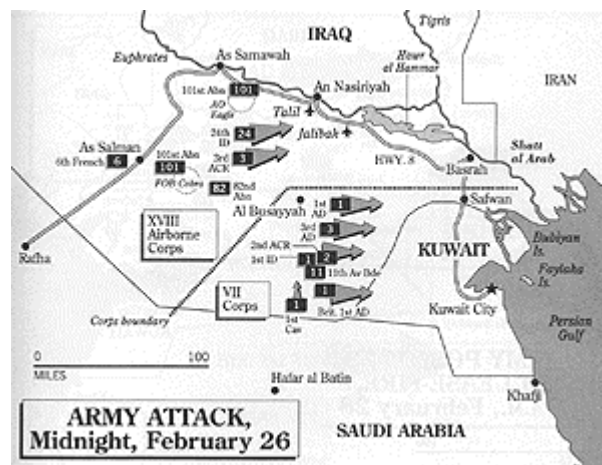 IRAQ
Tigris
Euphrates
As Samawah
Hawr
al Hammar
IRAN
101st Abn
101
AO
Eagle
An Nasiriyah
Talil
Jalibah
24th
ID
24
3rd
ACR
3
As Salman
6th French
6
101st Abn
101
FOB Cobra
82
82nd
Abn
HWY. 8
Basrah
Shatt
al Arab
Safwan
Al Busayyah
1st
AD
1
3rd
AD
3
2nd ACR
2
1st ID
1
11
11th Av Bde
XVIII
Airborne
Corps
Rafha
KUWAIT
Bubiyan
Is.
Faylaka
Is.
VII
Corps
1
1st
Cav
1
Brit. 1st AD
Kuwait City
Persian
Gulf
Corps boundary
0
100
MILES
Hafar al Batin
Khafji
ARMY ATTACK,
Midnight, February 26
SAUDI ARABIA